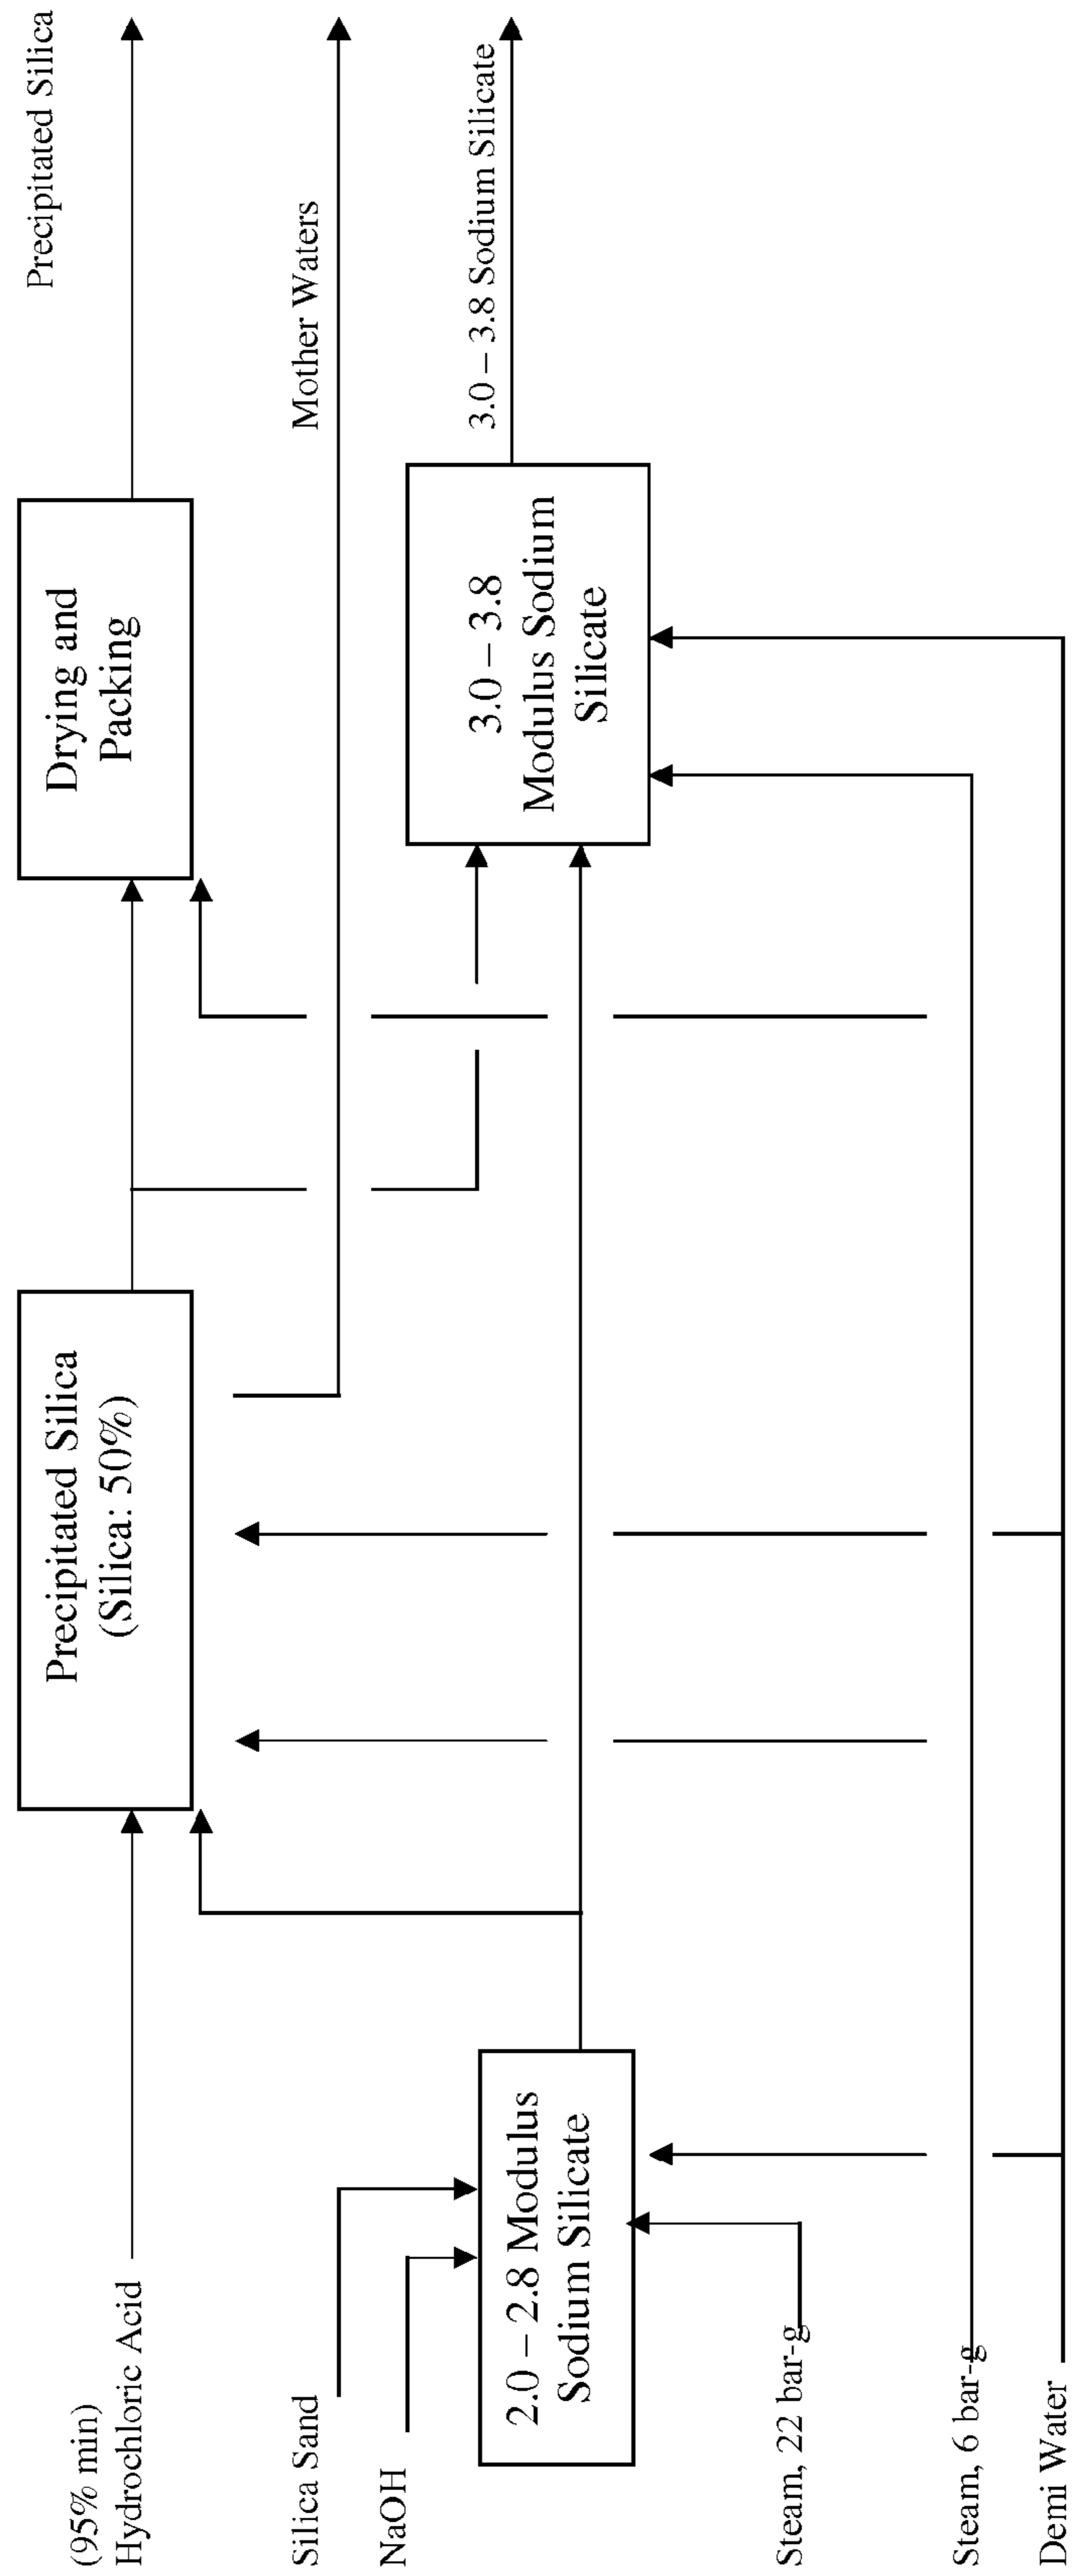 (95% min)
Hydrochloric Acid
Precipitated Silica
(Silica: 50%)
Drying and
Packing
Precipitated Silica
Mother Waters
Silica Sand
NaOH
2.0 – 2.8 Modulus
Sodium Silicate
3.0 – 3.8
Modulus Sodium
Silicate
3.0 – 3.8 Sodium Silicate
Steam, 22 bar-g
Steam, 6 bar-g
Demi Water